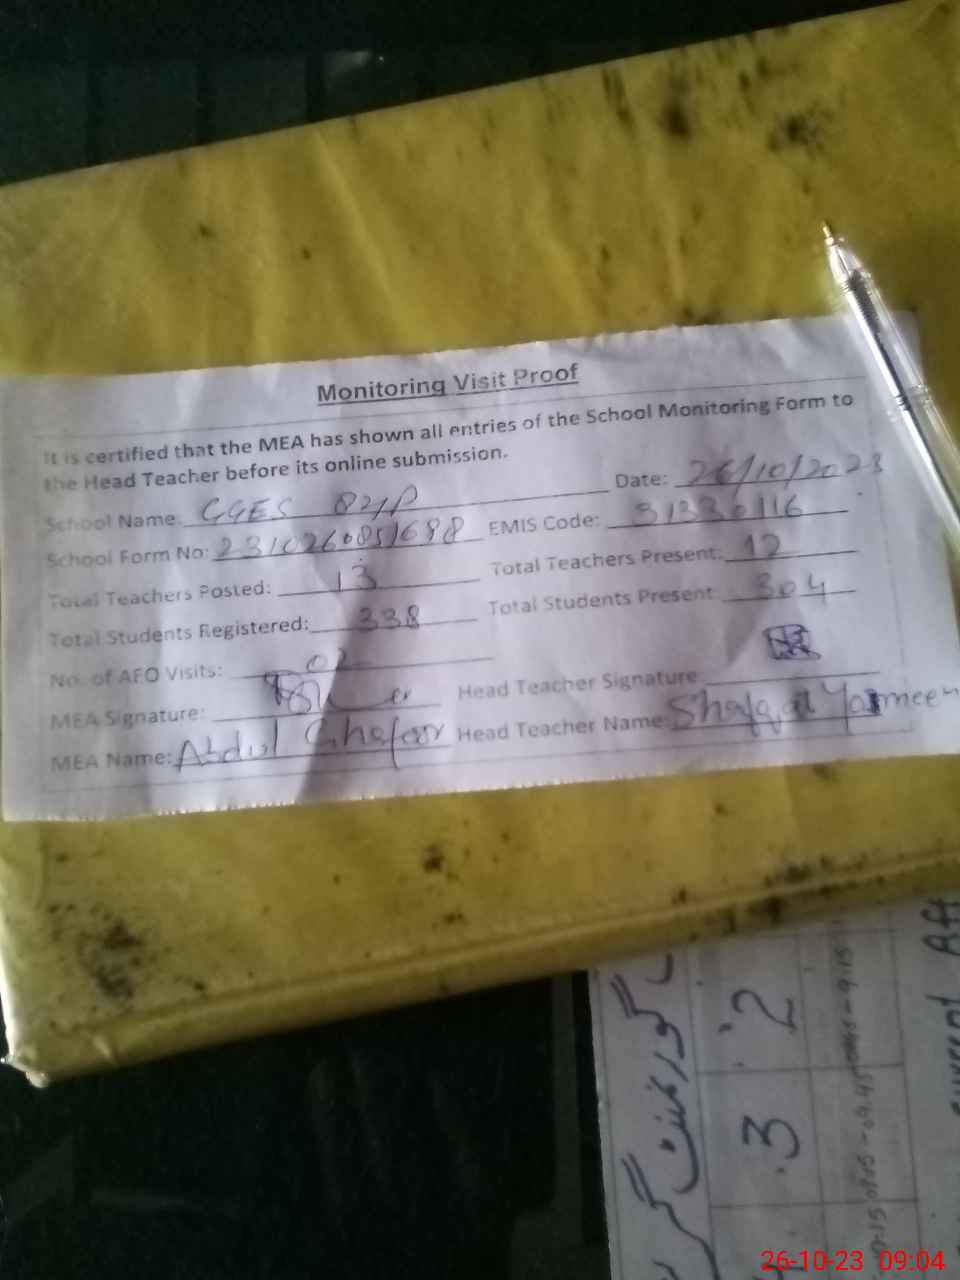 Monitoring Visit Proof
It is certified that the MEA has shown all entries of the School Monitoring Form to
the Head Teacher before its online submission.
School Name: GGES 82/P Date: 26/10/2023
School Form No: 2310260851698 EMIS Code: 31330116
Total Teachers Posted: 13 Total Teachers Present: 12
Total Students Registered: 338 Total Students Present: 304
No. of AFO Visits: 02
MEA Signature: Head Teacher Signature:
MEA Name: Abdul Ghafoor Head Teacher Name: Shafqat Yasmeen
گورنمنٹ گر
2
3
26-10-23 09:04